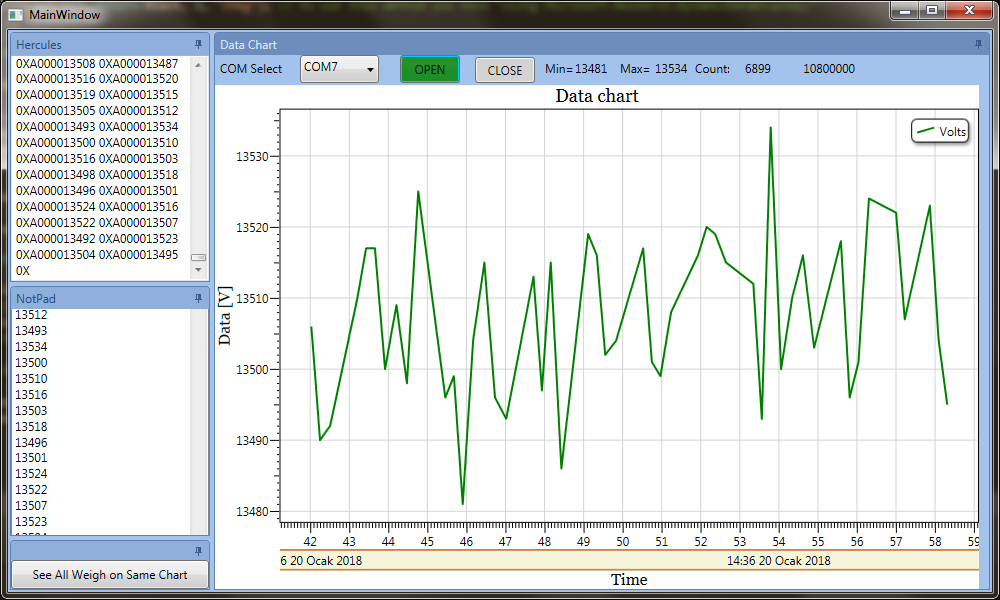 MainWindow
Hercules
0XA000013508 0XA000013487
0XA000013516 0XA000013520
0XA000013519 0XA000013515
0XA000013505 0XA000013512
0XA000013493 0XA000013534
0XA000013500 0XA000013510
0XA000013516 0XA000013503
0XA000013498 0XA000013518
0XA000013496 0XA000013501
0XA000013524 0XA000013516
0XA000013522 0XA000013507
0XA000013492 0XA000013523
0XA000013504 0XA000013495
0X
NotPad
13512
13493
13534
13500
13510
13516
13503
13518
13496
13501
13524
13522
13507
13523
See All Weigh on Same Chart
Data Chart
COM Select COM7 OPEN CLOSE Min= 13481 Max= 13534 Count: 6899 10800000
Data chart
Volts
Data [V]
13530
13520
13510
13500
13490
13480
42 43 44 45 46 47 48 49 50 51 52 53 54 55 56 57 58 59
6 20 Ocak 2018 14:36 20 Ocak 2018
Time